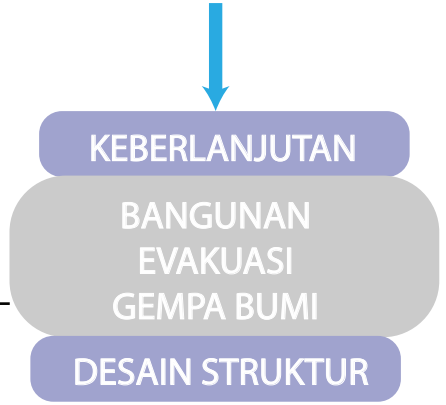 KEBERLANJUTAN
BANGUNAN
EVAKUASI
GEMPA BUMI
DESAIN STRUKTUR